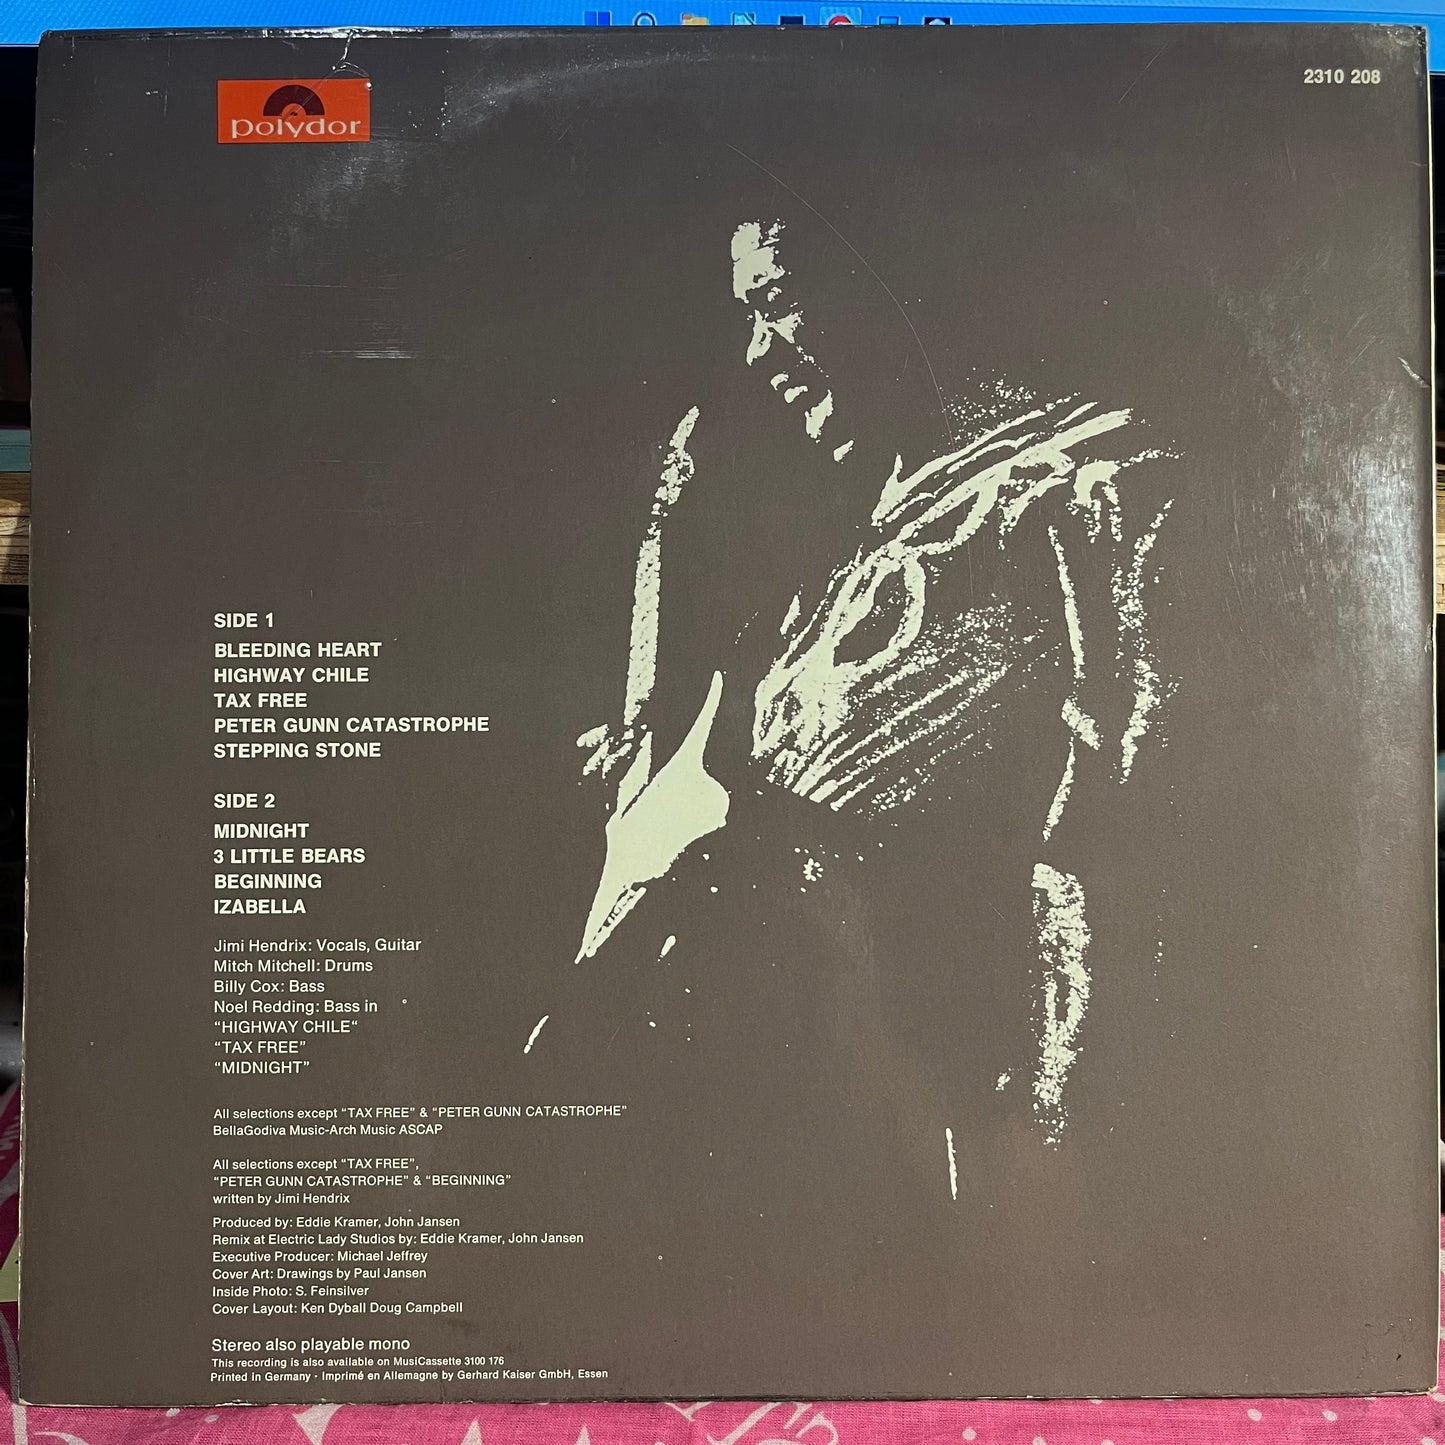 polydor
2310 208
SIDE 1
BLEEDING HEART
HIGHWAY CHILE
TAX FREE
PETER GUNN CATASTROPHE
STEPPING STONE
SIDE 2
MIDNIGHT
3 LITTLE BEARS
BEGINNING
IZABELLA
Jimi Hendrix: Vocals, Guitar
Mitch Mitchell: Drums
Billy Cox: Bass
Noel Redding: Bass in
“HIGHWAY CHILE“
“TAX FREE”
“MIDNIGHT”
All selections except “TAX FREE” & “PETER GUNN CATASTROPHE”
BellaGodiva Music-Arch Music ASCAP
All selections except “TAX FREE”,
“PETER GUNN CATASTROPHE” & “BEGINNING”
written by Jimi Hendrix
Produced by: Eddie Kramer, John Jansen
Remix at Electric Lady Studios by: Eddie Kramer, John Jansen
Executive Producer: Michael Jeffrey
Cover Art: Drawings by Paul Jansen
Inside Photo: S. Feinsilver
Cover Layout: Ken Dyball Doug Campbell
Stereo also playable mono
This recording is also available on MusiCassette 3100 176
Printed in Germany · Imprimé en Allemagne by Gerhard Kaiser GmbH, Essen